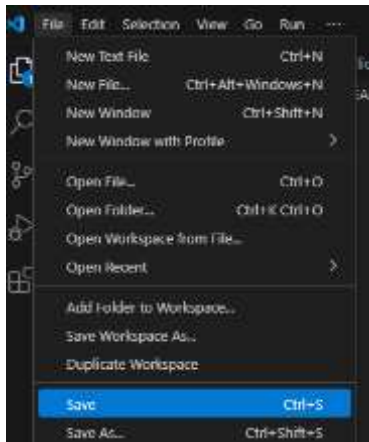 File Edit Selection View Go Run ...
New Text File Ctrl+N
New File... Ctrl+Alt+Windows+N
New Window Ctrl+Shift+N
New Window with Profile >
Open File... Ctrl+O
Open Folder... Ctrl+K Ctrl+O
Open Workspace from File...
Open Recent >
Add Folder to Workspace...
Save Workspace As...
Duplicate Workspace
Save Ctrl+S
Save As... Ctrl+Shift+S